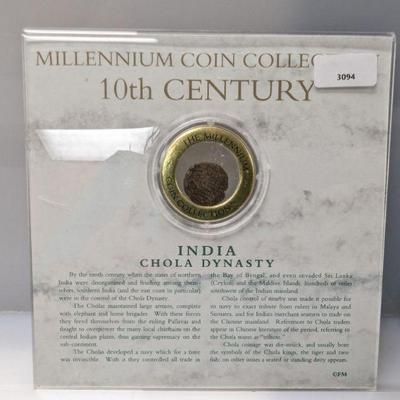 MILLENNIUM COIN COLLEC
3094
10th CENTURY
THE MILLENNIUM
COIN COLLECTION
INDIA
CHOLA DYNASTY
By the tenth century when the states of northern
India were disorganized and feuding among them-
selves, southern India (and the east coast in particular)
were in the control of the Chola Dynasty.
The Cholas maintained large armies, complete
with elephant and horse brigades. With these forces
they freed themselves from the ruling Pallavas and
fought to overpower the many local chieftains on the
central Indian plains, thus gaining supremacy on the
sub-continent.
The Cholas developed a navy which for a time
was invincible. With it they controlled all trade in
the Bay of Bengal, and even invaded Sri Lanka
(Ceylon) and the Maldive Islands, hundreds of miles
southwest of the Indian mainland.
Chola control of nearby seas made it possible for
its navy to exact tribute from rulers in Malaya and
Sumatra, and for Indian merchant seamen to trade on
the Chinese mainland. References to Chola traders
appear in Chinese literature of the period, referring to
the Chola wares as "tribute."
Chola coinage was die-struck, and usually bore
the symbols of the Chola kings, the tiger and two
fish; on other issues a seated or standing deity appears.
©FM